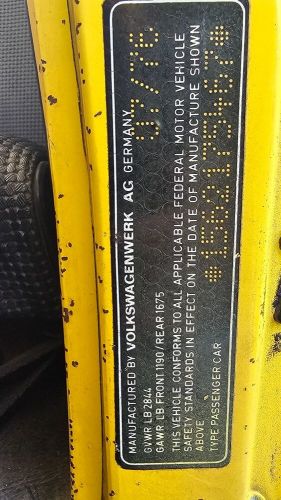 MANUFACTURED BY VOLKSWAGENWERK AG GERMANY 07/76
GVWR LB 2844
GAWR LB FRONT 1190/REAR 1675
THIS VEHICLE CONFORMS TO ALL APPLICABLE FEDERAL MOTOR VEHICLE
SAFETY STANDARDS IN EFFECT ON THE DATE OF MANUFACTURE SHOWN
ABOVE
TYPE PASSENGER CAR